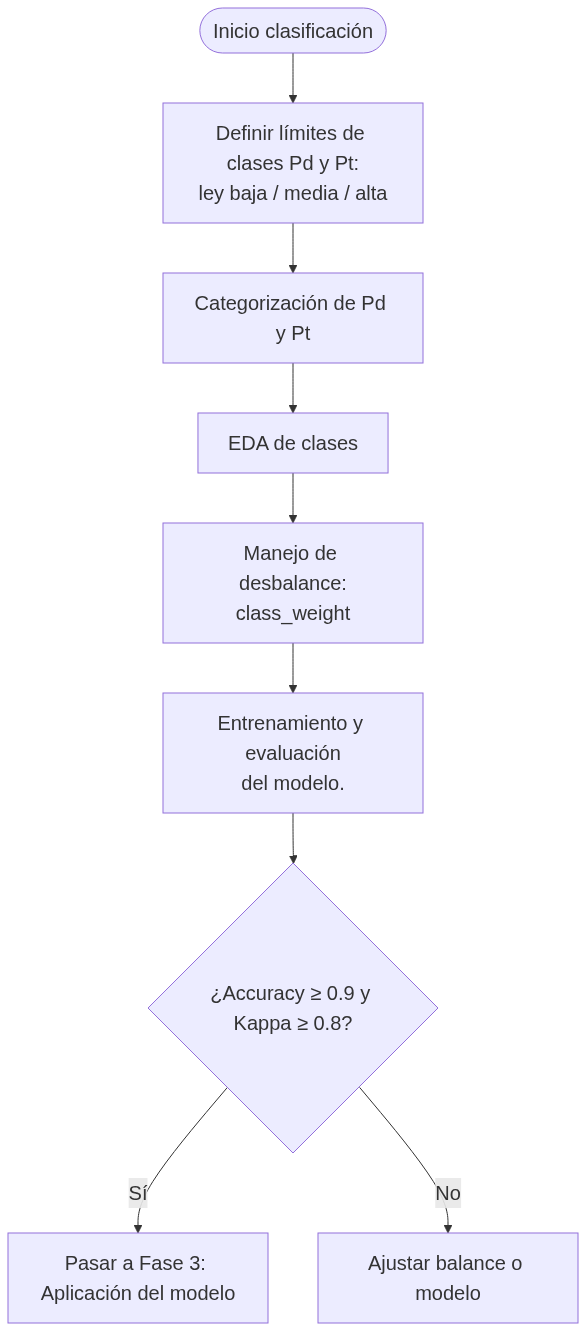 Inicio clasificación
Definir límites de
clases Pd y Pt:
ley baja / media / alta
Categorización de Pd
y Pt
EDA de clases
Manejo de
desbalance:
class_weight
Entrenamiento y
evaluación
del modelo.
¿Accuracy ≥ 0.9 y
Kappa ≥ 0.8?
Sí
No
Pasar a Fase 3:
Aplicación del modelo
Ajustar balance o
modelo